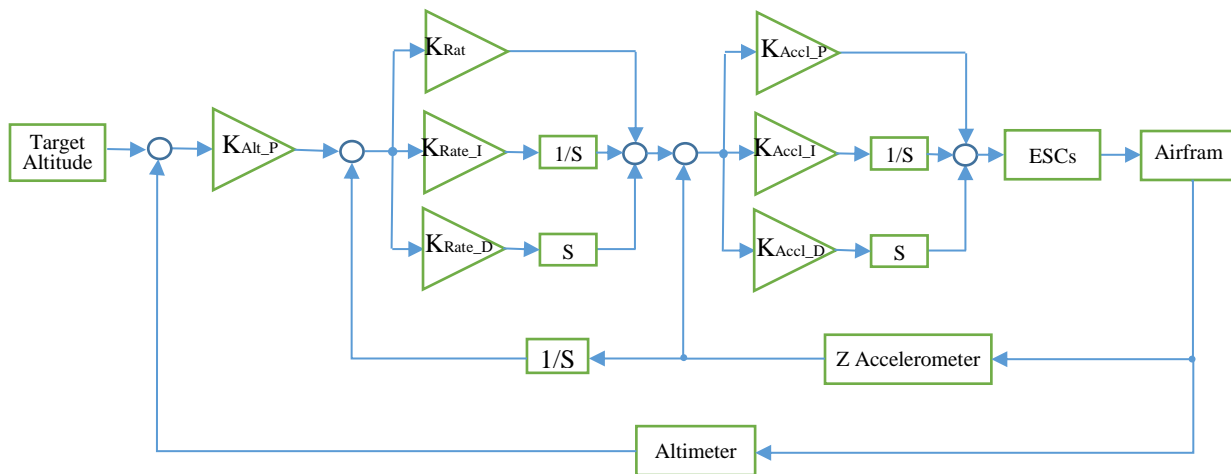 Target
Altitude
KAlt_P
KRat
KRate_I
KRate_D
1/S
S
KAccl_P
KAccl_I
KAccl_D
1/S
S
ESCs
Airfram
1/S
Z Accelerometer
Altimeter